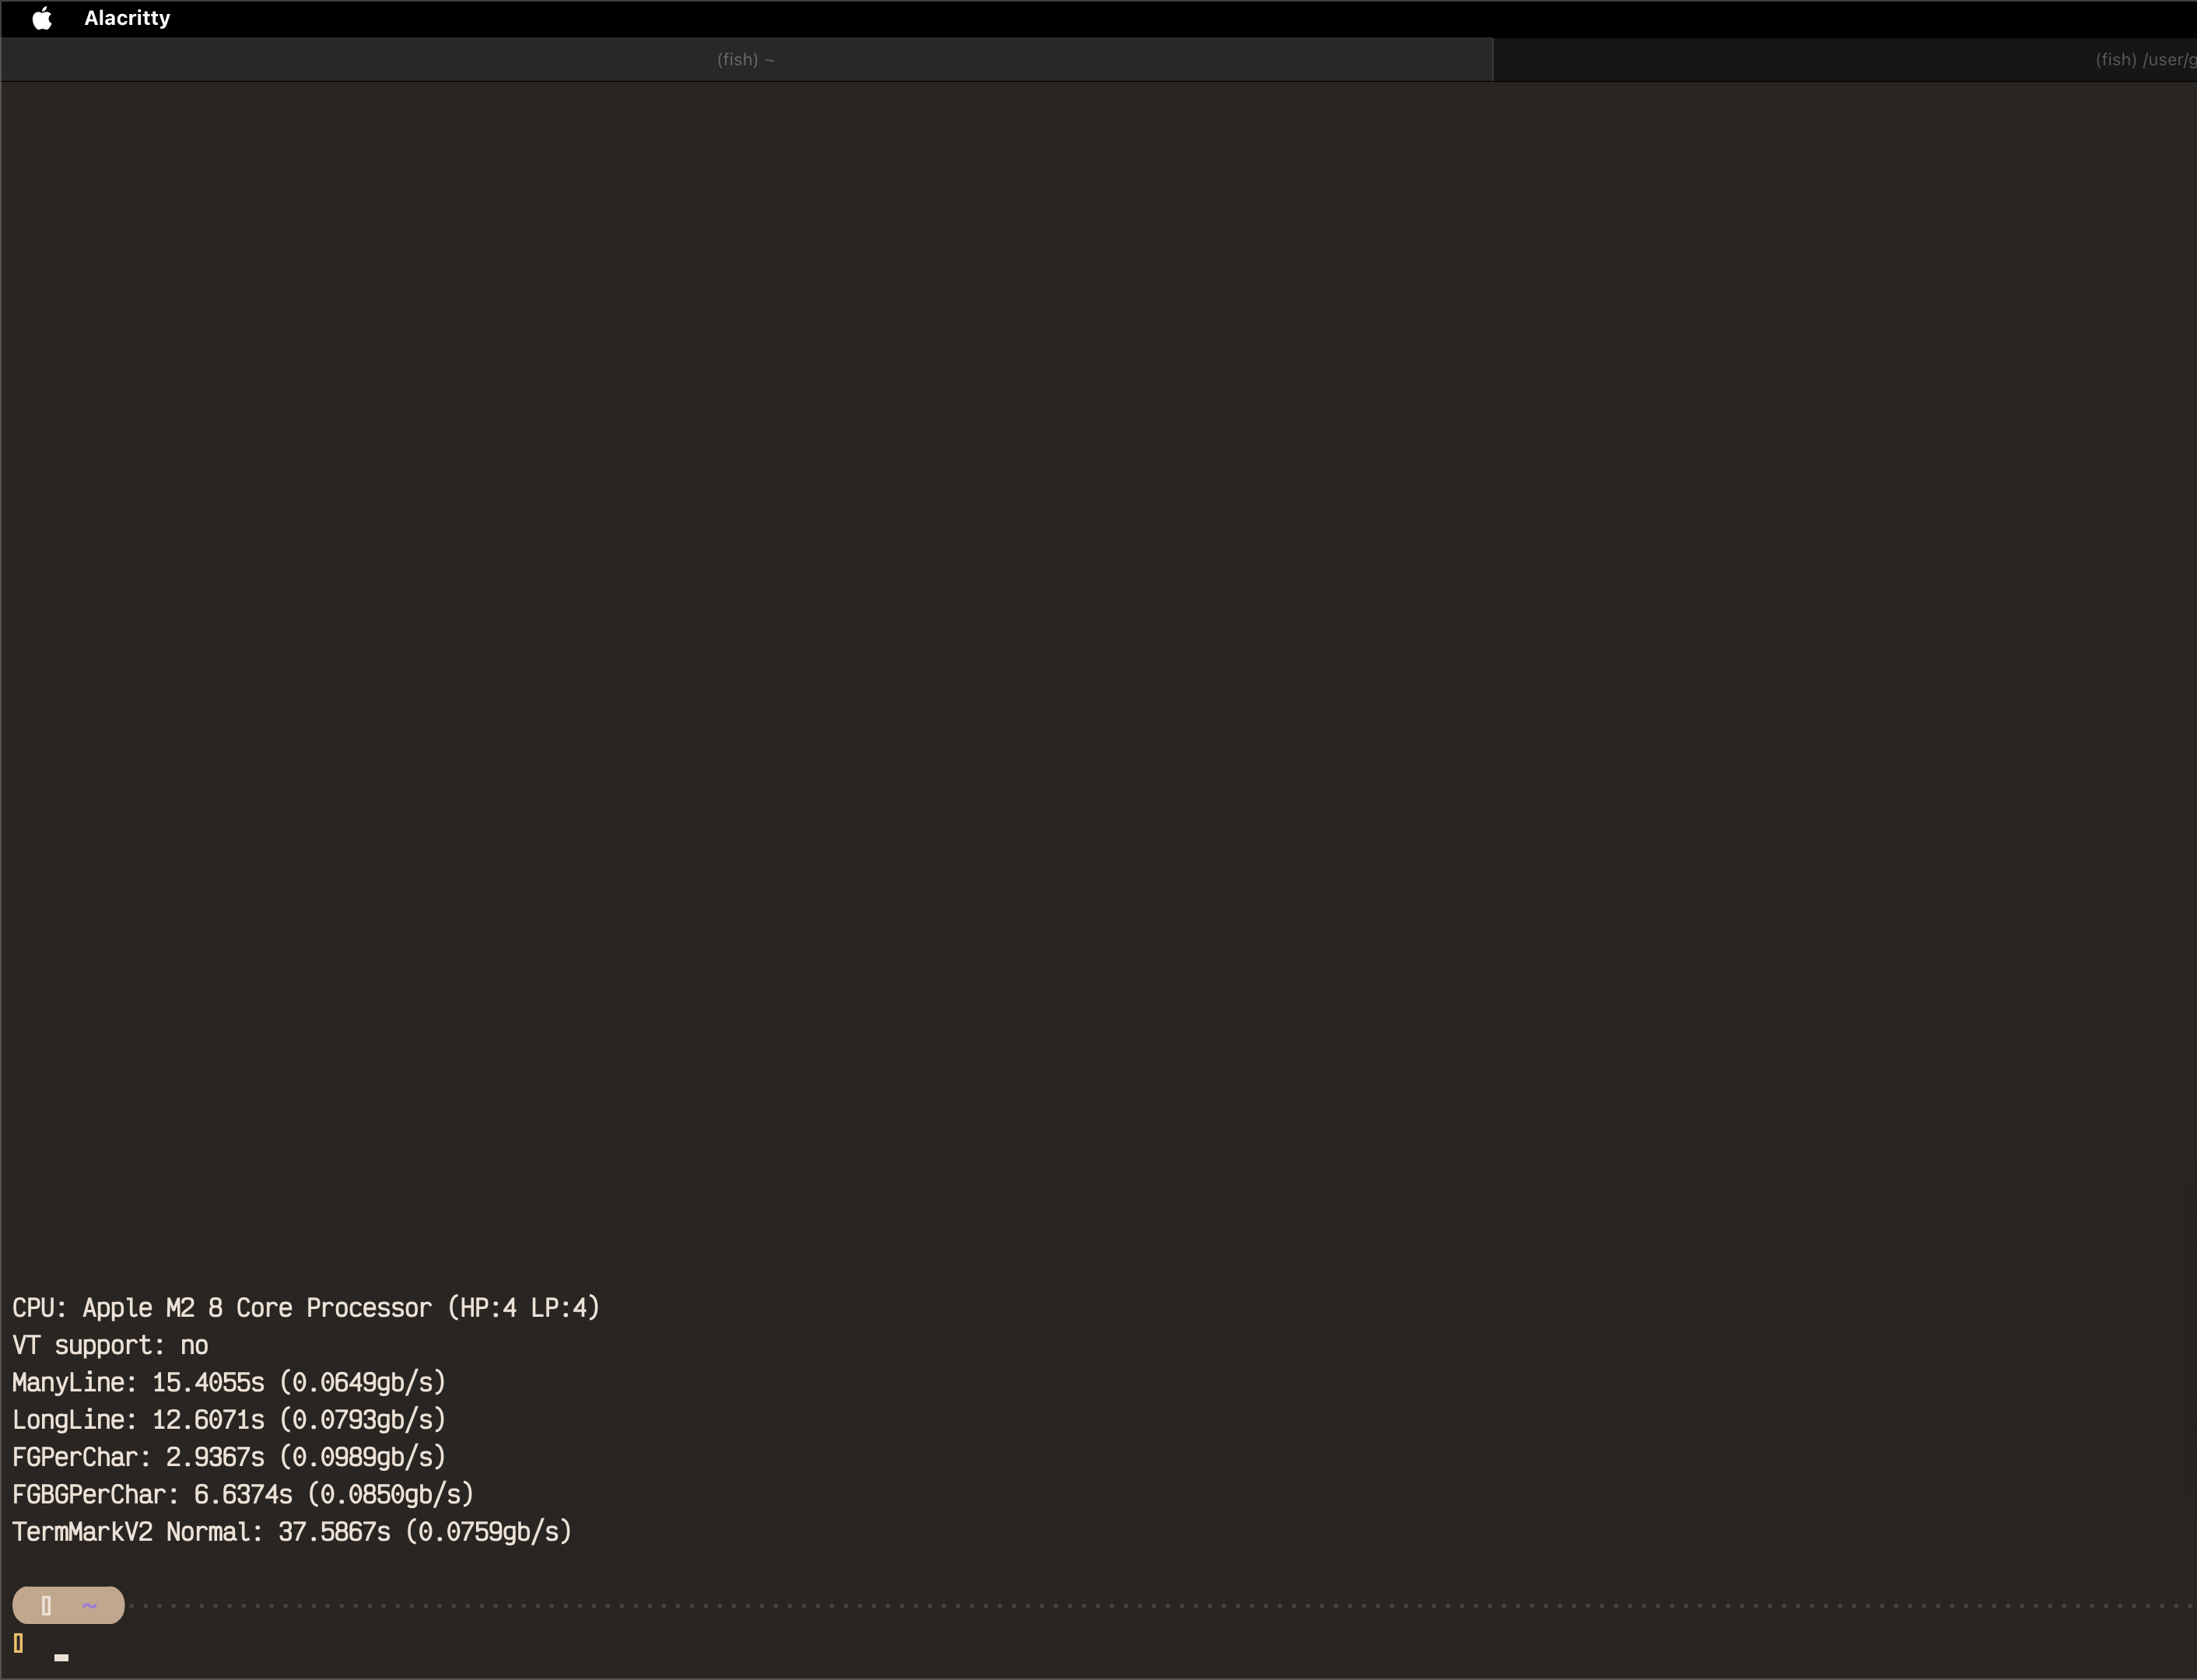 Alacritty
(fish) ~
(fish) /user/g
CPU: Apple M2 8 Core Processor (HP:4 LP:4)
VT support: no
ManyLine: 15.4055s (0.0649gb/s)
LongLine: 12.6071s (0.0793gb/s)
FGPerChar: 2.9367s (0.0989gb/s)
FGBGPerChar: 6.6374s (0.0850gb/s)
TermMarkV2 Normal: 37.5867s (0.0759gb/s)
~